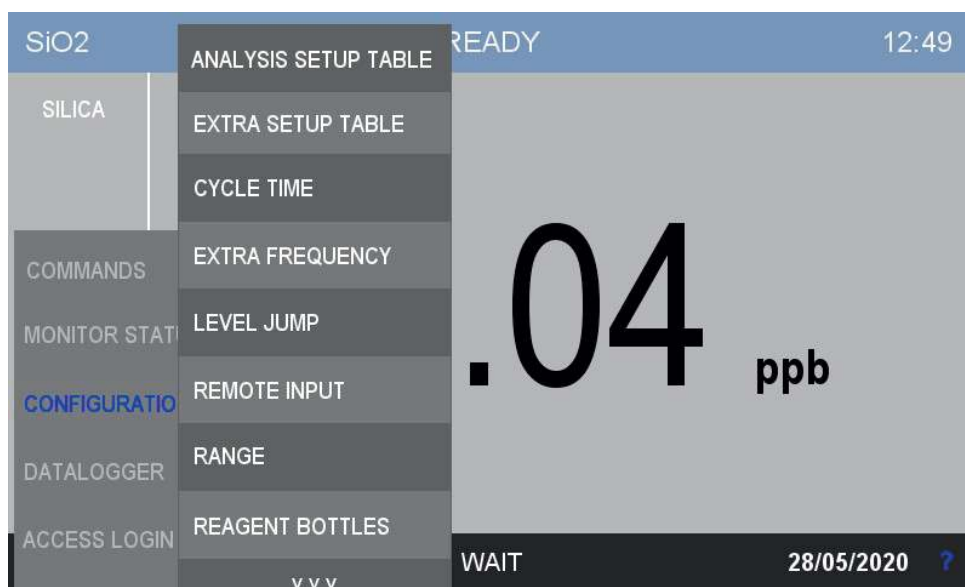 SiO2
READY
12:49
SILICA
COMMANDS
MONITOR STATU
CONFIGURATIO
DATALOGGER
ACCESS LOGIN
ANALYSIS SETUP TABLE
EXTRA SETUP TABLE
CYCLE TIME
EXTRA FREQUENCY
LEVEL JUMP
REMOTE INPUT
RANGE
REAGENT BOTTLES
.04 ppb
WAIT
28/05/2020 ?